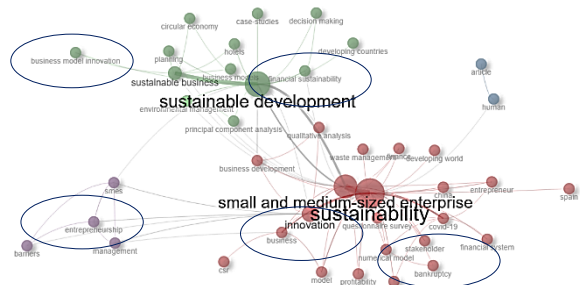 circular economy
case-studies
decision making
business model innovation
planning
hotels
developing countries
sustainable business
business models
financial sustainability
article
sustainable development
environmental management
human
principal component analysis
qualitative analysis
waste management
finance
developing world
business development
smes
china
entrepreneur
spain
small and medium-sized enterprise
sustainability
entrepreneurship
innovation
questionnaire survey
covid-19
business
stakeholder
financial system
barriers
management
numerical model
csr
bankruptcy
model
profitability